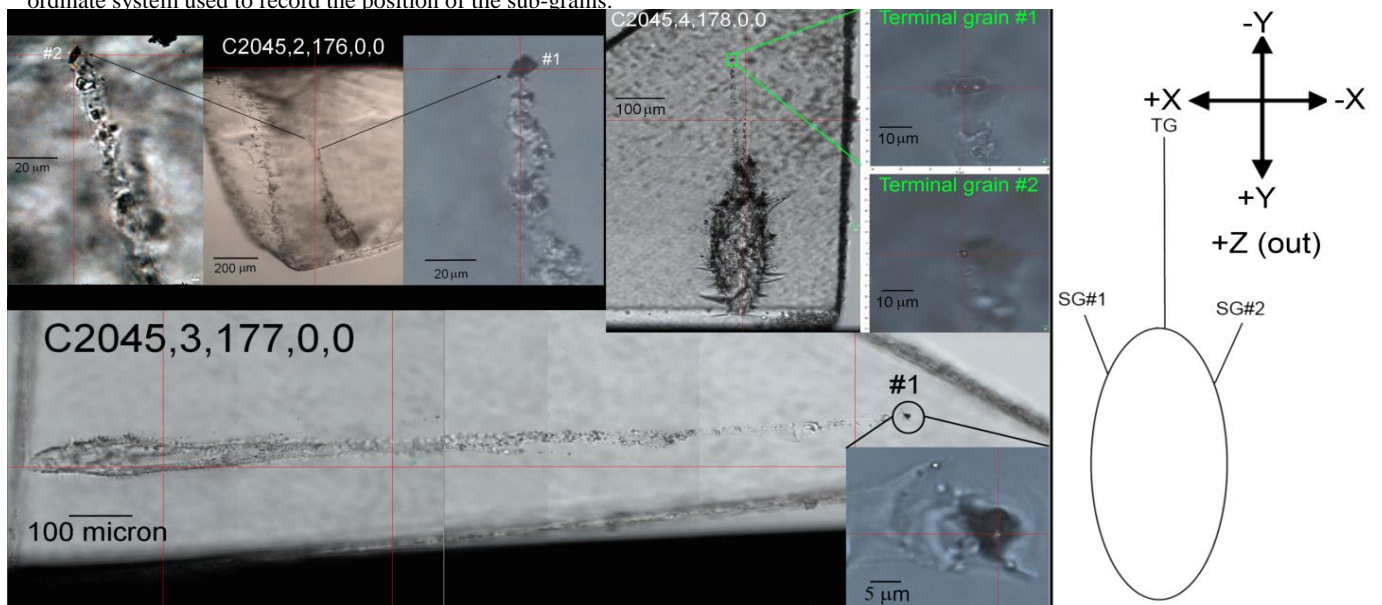 ordinate system used to record the position of the sub-grains.
#2
C2045,2,176,0,0
#1
20 µm
200 µm
20 µm
C2045,4,178,0,0
100 µm
Terminal grain #1
10 µm
Terminal grain #2
10 µm
-Y
+X
-X
TG
+Y
+Z (out)
SG#1
SG#2
C2045,3,177,0,0
#1
100 micron
5 µm